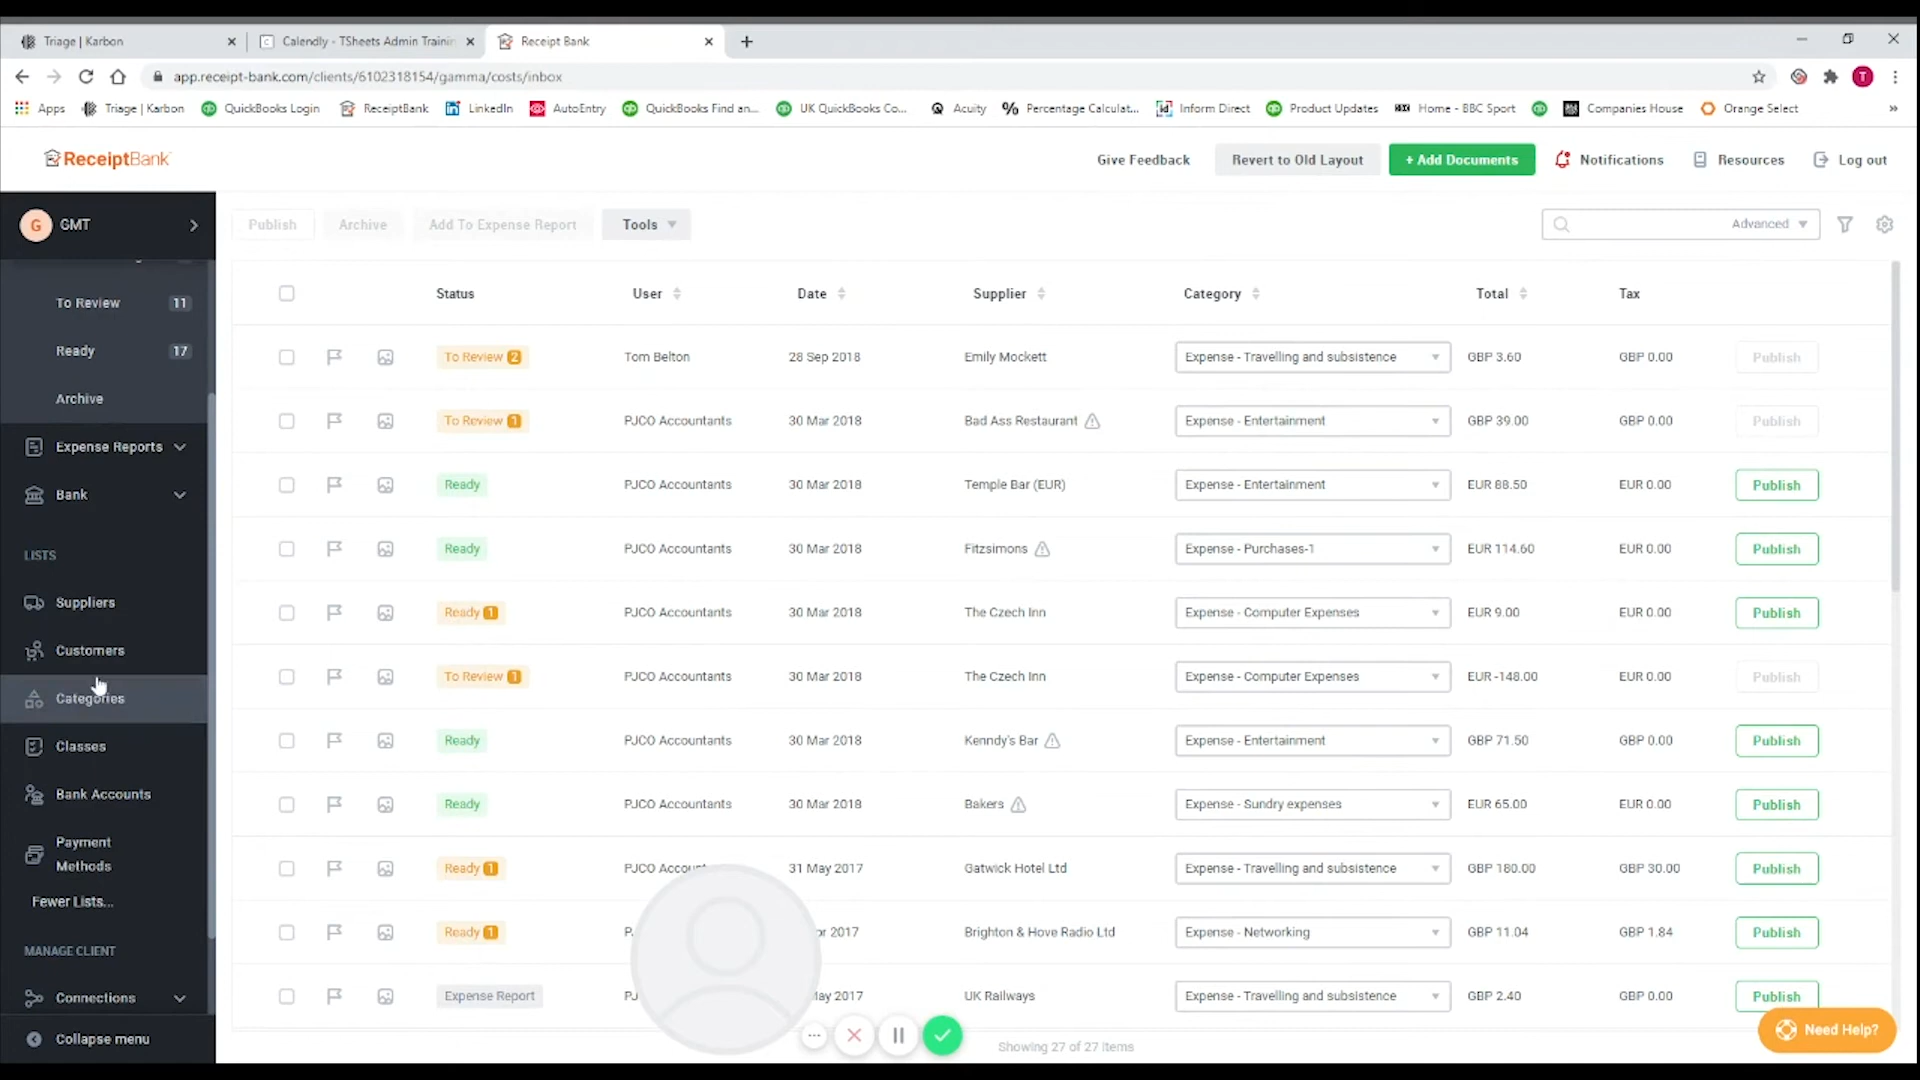 Triage | Karbon
Calendly - TSheets Admin Trainin
Receipt Bank
app.receipt-bank.com/clients/6102318154/gamma/costs/inbox
T
Apps
Triage | Karbon
QuickBooks Login
ReceiptBank
LinkedIn
AutoEntry
QuickBooks Find an...
UK QuickBooks Co...
Acuity
Percentage Calculat...
Inform Direct
Product Updates
Home - BBC Sport
Companies House
Orange Select
»
ReceiptBank
Give Feedback
Revert to Old Layout
+ Add Documents
Notifications
Resources
Log out
G GMT
Publish
Archive
Add To Expense Report
Tools
Advanced
To Review 11
Ready 17
Archive
Expense Reports
Bank
LISTS
Suppliers
Customers
Categories
Classes
Bank Accounts
Payment
Methods
Fewer Lists...
MANAGE CLIENT
Connections
Collapse menu
Status User Date Supplier Category Total Tax
To Review 2 Tom Belton 28 Sep 2018 Emily Mockett Expense - Travelling and subsistence GBP 3.60 GBP 0.00 Publish
To Review 1 PJCO Accountants 30 Mar 2018 Bad Ass Restaurant Expense - Entertainment GBP 39.00 GBP 0.00 Publish
Ready PJCO Accountants 30 Mar 2018 Temple Bar (EUR) Expense - Entertainment EUR 88.50 EUR 0.00 Publish
Ready PJCO Accountants 30 Mar 2018 Fitzsimons Expense - Purchases-1 EUR 114.60 EUR 0.00 Publish
Ready 1 PJCO Accountants 30 Mar 2018 The Czech Inn Expense - Computer Expenses EUR 9.00 EUR 0.00 Publish
To Review 1 PJCO Accountants 30 Mar 2018 The Czech Inn Expense - Computer Expenses EUR -148.00 EUR 0.00 Publish
Ready PJCO Accountants 30 Mar 2018 Kenndy's Bar Expense - Entertainment GBP 71.50 GBP 0.00 Publish
Ready PJCO Accountants 30 Mar 2018 Bakers Expense - Sundry expenses EUR 65.00 EUR 0.00 Publish
Ready 1 PJCO Accoun 31 May 2017 Gatwick Hotel Ltd Expense - Travelling and subsistence GBP 180.00 GBP 30.00 Publish
Ready 1 2017 Brighton & Hove Radio Ltd Expense - Networking GBP 11.04 GBP 1.84 Publish
Expense Report PJ 2017 UK Railways Expense - Travelling and subsistence GBP 2.40 GBP 0.00 Publish
Showing 27 of 27 items
Need Help?